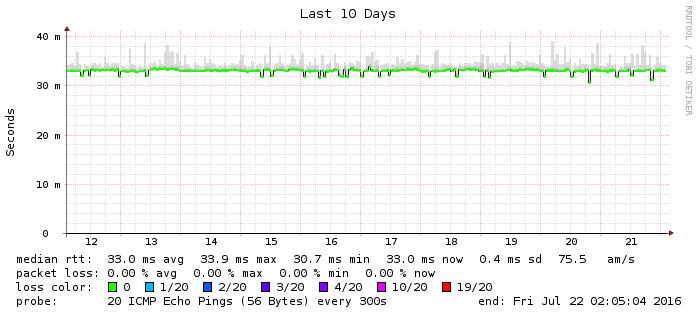 Last 10 Days
RRDTOOL / TOBI OETIKER
Seconds
40 m
30 m
20 m
10 m
0
12 13 14 15 16 17 18 19 20 21
median rtt: 33.0 ms avg 33.9 ms max 30.7 ms min 33.0 ms now 0.4 ms sd 75.5 am/s
packet loss: 0.00 % avg 0.00 % max 0.00 % min 0.00 % now
loss color: 0 1/20 2/20 3/20 4/20 10/20 19/20
probe: 20 ICMP Echo Pings (56 Bytes) every 300s end: Fri Jul 22 02:05:04 2016